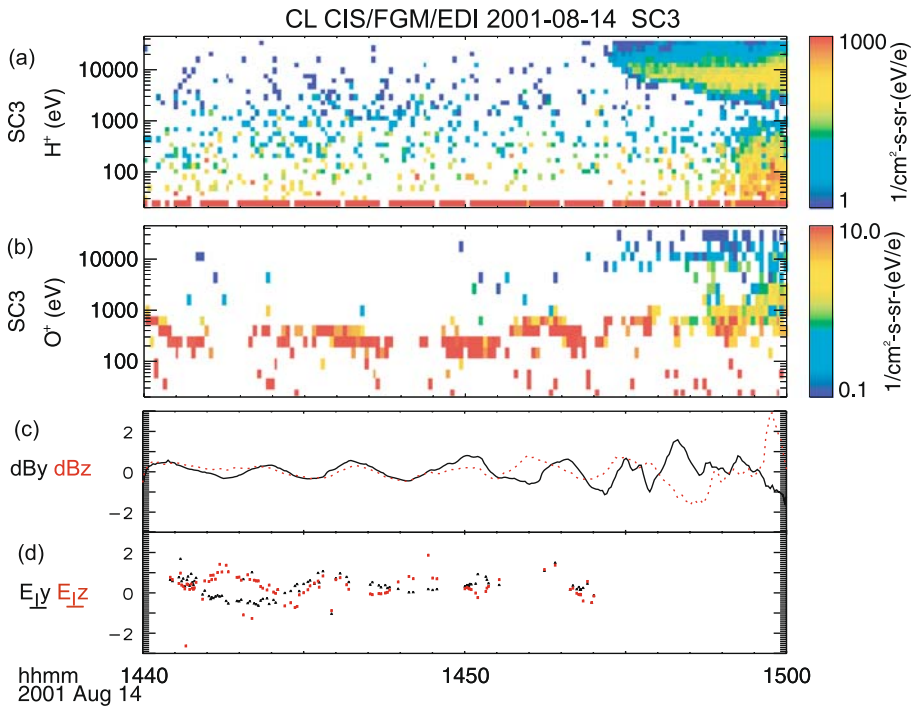 CL CIS/FGM/EDI 2001-08-14 SC3
(a)
SC3
H⁺ (eV)
10000
1000
100
1000
1
1/cm²-s-sr-(eV/e)
(b)
SC3
O⁺ (eV)
10000
1000
100
10.0
0.1
1/cm²-s-sr-(eV/e)
(c)
dBy dBz
2
0
−2
(d)
E⊥y E⊥z
2
0
−2
hhmm
1440 1450 1500
2001 Aug 14